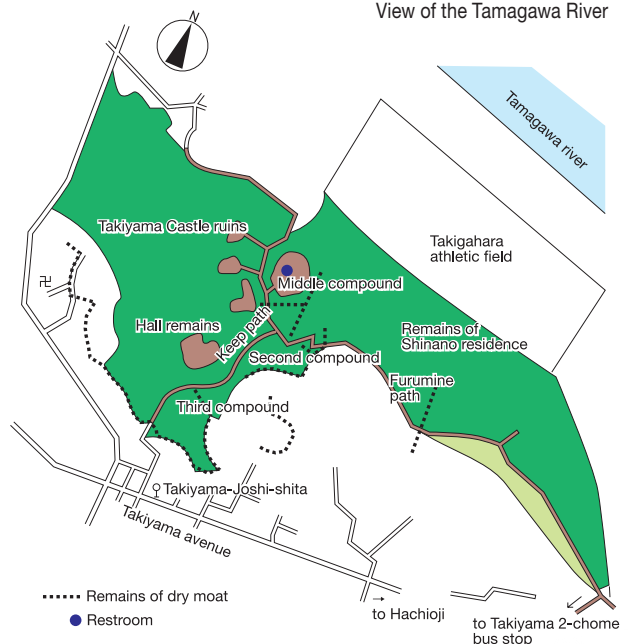 View of the Tamagawa River
N
Tamagawa river
Takigahara
athletic field
Takiyama Castle ruins
卍
Middle compound
Hall remains
Keep path
Remains of
Shinano residence
Second compound
Furumine
path
Third compound
Takiyama-Joshi-shita
Takiyama avenue
Remains of dry moat
Restroom
to Hachioji
to Takiyama 2-chome
bus stop